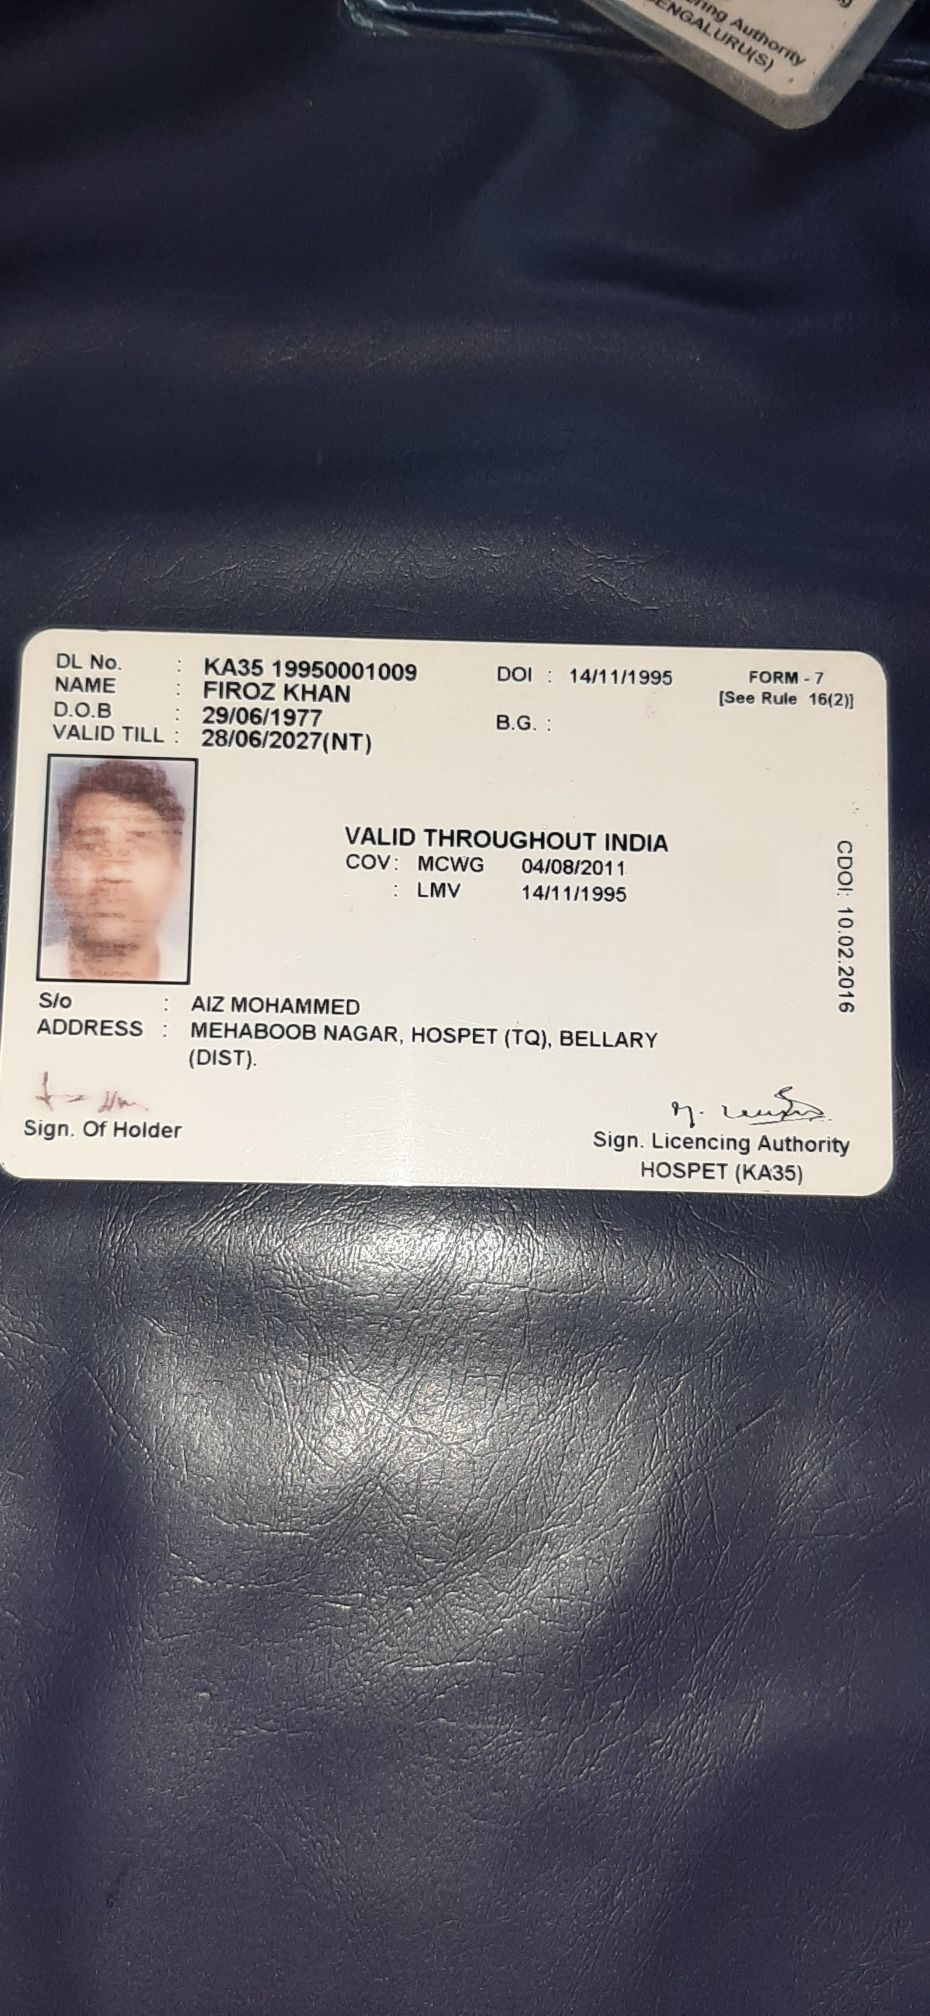 ering Authority
ENGALURU(S)
DL No. : KA35 19950001009 DOI : 14/11/1995 FORM - 7
NAME : FIROZ KHAN [See Rule 16(2)]
D.O.B : 29/06/1977 B.G. :
VALID TILL : 28/06/2027(NT)
VALID THROUGHOUT INDIA
COV: MCWG 04/08/2011
: LMV 14/11/1995
CDOI: 10.02.2016
S/o : AIZ MOHAMMED
ADDRESS : MEHABOOB NAGAR, HOSPET (TQ), BELLARY
(DIST).
Sign. Of Holder
Sign. Licencing Authority
HOSPET (KA35)